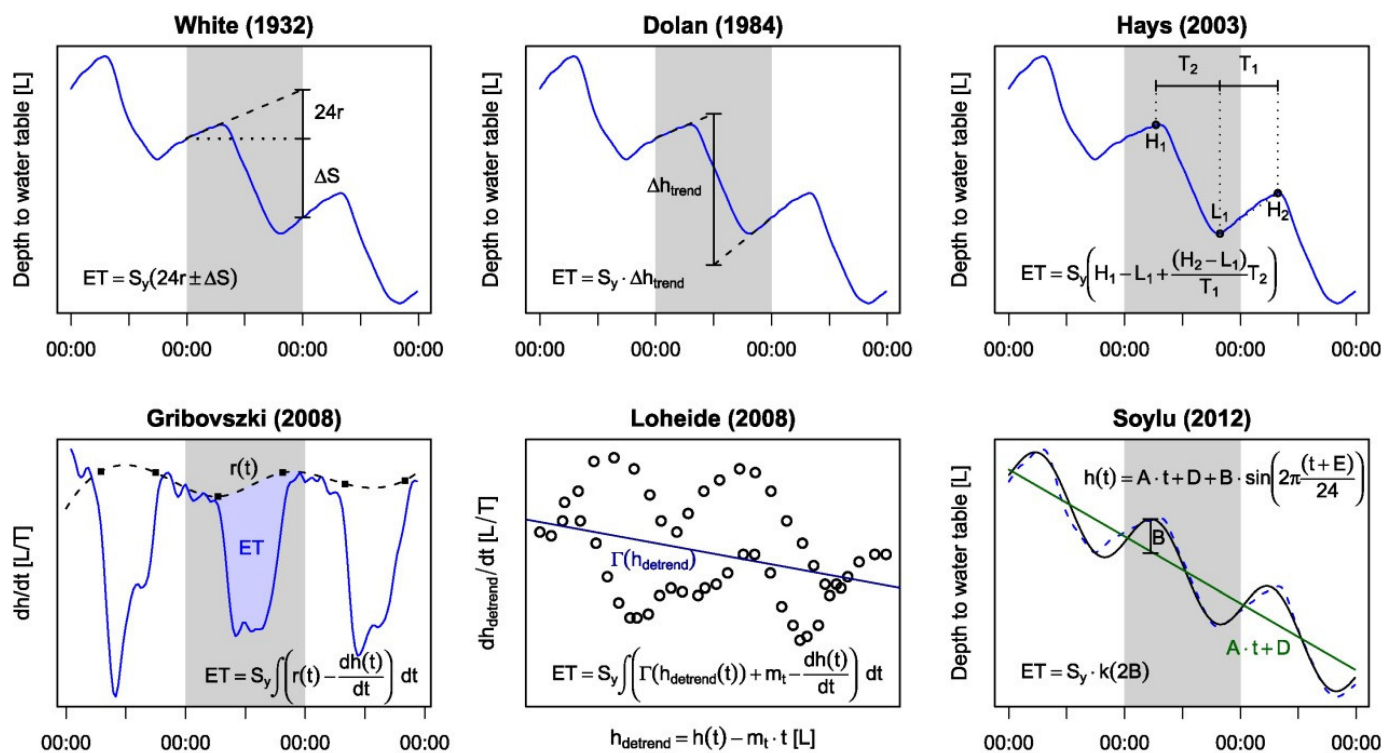 White (1932)
Depth to water table [L]
24r
ΔS
ET = S_y(24r ± ΔS)
00:00 00:00 00:00 00:00
Dolan (1984)
Depth to water table [L]
Δh_trend
ET = S_y · Δh_trend
00:00 00:00 00:00 00:00
Hays (2003)
Depth to water table [L]
T_2 T_1
H_1
L_1
H_2
ET = S_y(H_1 − L_1 + (H_2 − L_1)/T_1 T_2)
00:00 00:00 00:00 00:00
Gribovszki (2008)
dh/dt [L/T]
r(t)
ET
ET = S_y ∫(r(t) − dh(t)/dt) dt
00:00 00:00 00:00 00:00
Loheide (2008)
dh_detrend/dt [L/T]
Γ(h_detrend)
ET = S_y ∫(Γ(h_detrend(t)) + m_t − dh(t)/dt) dt
h_detrend = h(t) − m_t · t [L]
Soylu (2012)
Depth to water table [L]
h(t) = A · t + D + B · sin(2π (t + E)/24)
B
A · t + D
ET = S_y · k(2B)
00:00 00:00 00:00 00:00